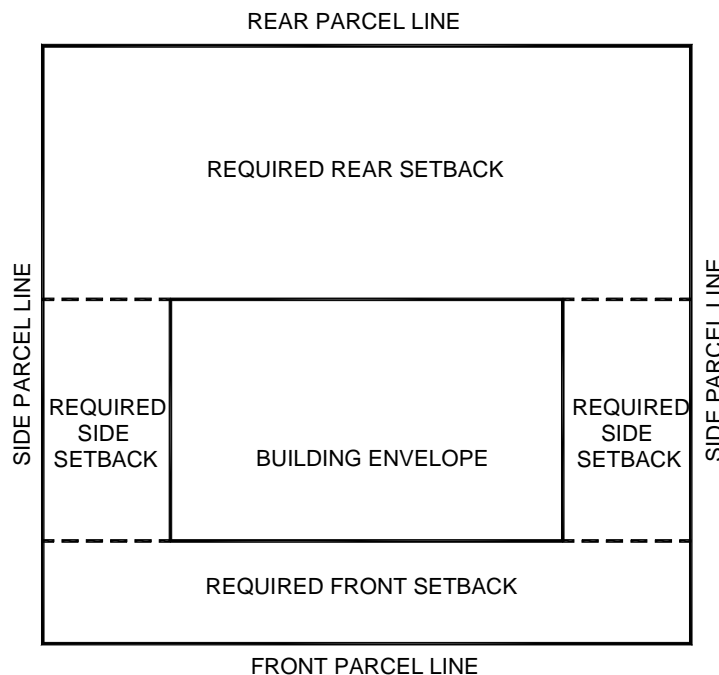 REAR PARCEL LINE
REQUIRED REAR SETBACK
SIDE PARCEL LINE
REQUIRED
SIDE
SETBACK
BUILDING ENVELOPE
REQUIRED
SIDE
SETBACK
SIDE PARCEL LINE
REQUIRED FRONT SETBACK
FRONT PARCEL LINE